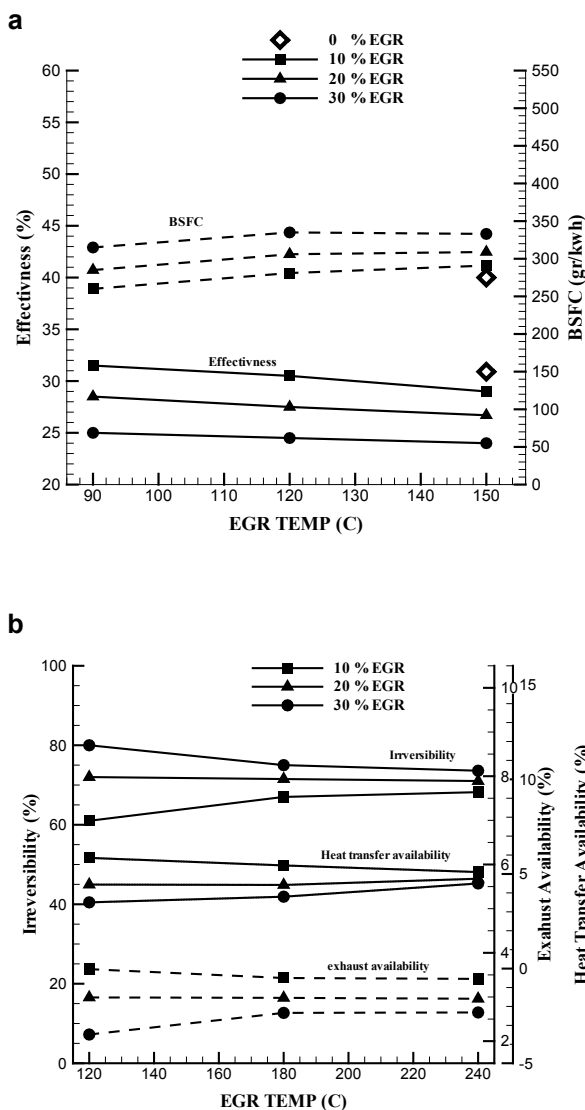 a
0 % EGR
10 % EGR
20 % EGR
30 % EGR
60
55
50
45
40
35
30
25
20
Effectivness (%)
550
500
450
400
350
300
250
200
150
100
50
0
BSFC (gr/kwh)
BSFC
Effectivness
90 100 110 120 130 140 150
EGR TEMP (C)
b
10 % EGR
20 % EGR
30 % EGR
100
80
60
40
20
0
Irreversibility (%)
10
8
6
4
2
Exahust Availability (%)
15
10
5
0
-5
Heat Transfer Availability (%)
Irrversibility
Heat transfer availability
exhaust availability
120 140 160 180 200 220 240
EGR TEMP (C)